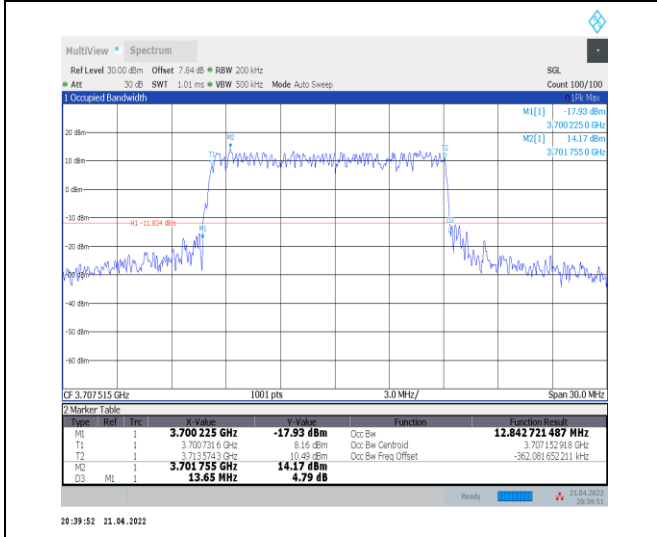 MultiView Spectrum
Ref Level 30.00 dBm Offset 7.84 dB RBW 200 kHz SGL
Att 30 dB SWT 1.01 ms VBW 500 kHz Mode Auto Sweep Count 100/100
1 Occupied Bandwidth 1Pk Max
M1[1] -17.93 dBm
3.700 225 0 GHz
M2[1] 14.17 dBm
3.701 755 0 GHz
20 dBm
M2
T1
T2
10 dBm
0 dBm
-10 dBm
H1 -11.834 dBm
M1
D3
-20 dBm
-30 dBm
-40 dBm
-50 dBm
-60 dBm
CF 3.707 515 GHz 1001 pts 3.0 MHz/ Span 30.0 MHz
2 Marker Table
Type Ref Trc X-Value Y-Value Function Function Result
M1 1 3.700 225 GHz -17.93 dBm Occ Bw 12.842 721 487 MHz
T1 1 3.700 731 6 GHz 8.16 dBm Occ Bw Centroid 3.707 152 918 GHz
T2 1 3.713 574 3 GHz 10.49 dBm Occ Bw Freq Offset -362.081 652 211 kHz
M2 1 3.701 755 GHz 14.17 dBm
D3 M1 1 13.65 MHz 4.79 dB
Ready 21.04.2022
20:39:51
20:39:52 21.04.2022